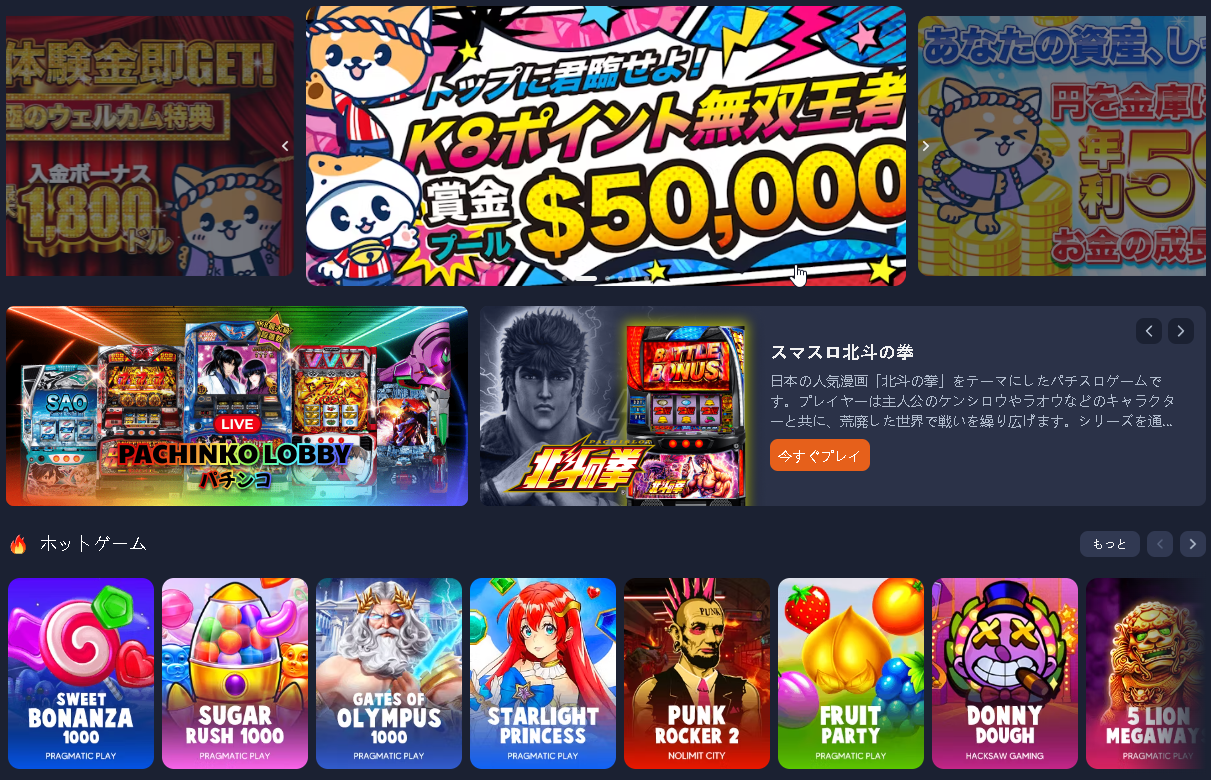 体験金即GET!
極のウェルカム特典
入金ボーナス
1,800
ドル
トップに君臨せよ!
K8ポイント無双王者
賞金
プール
$50,000
あなたの資産、し
円を金庫に
年利5
お金の成長
SAO
LIVE
PACHINKO LOBBY
パチンコ
BATTLE
BONUS
PACHISLOT
北斗の拳
北斗の拳
スマスロ北斗の拳
日本の人気漫画「北斗の拳」をテーマにしたパチスロゲームで
す。プレイヤーは主人公のケンシロウやラオウなどのキャラクタ
ーと共に、荒廃した世界で戦いを繰り広げます。シリーズを通...
今すぐプレイ
ホットゲーム
もっと
SWEET
BONANZA
1000
PRAGMATIC PLAY
SUGAR
RUSH 1000
PRAGMATIC PLAY
GATES OF
OLYMPUS
1000
PRAGMATIC PLAY
STARLIGHT
PRINCESS
PRAGMATIC PLAY
PUNK
PUNK
ROCKER 2
NOLIMIT CITY
FRUIT
PARTY
PRAGMATIC PLAY
DONNY
DOUGH
HACKSAW GAMING
5 LION
MEGAWAY
PRAGMATIC PLAY